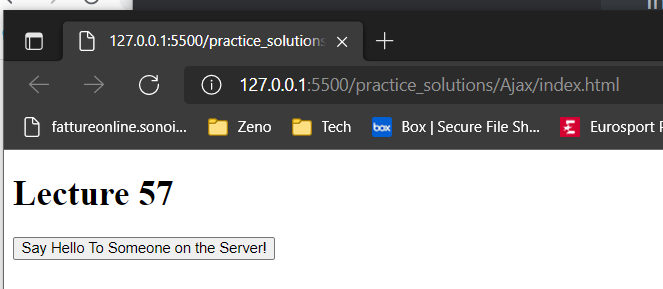 127.0.0.1:5500/practice_solutions
127.0.0.1:5500/practice_solutions/Ajax/index.html
fattureonline.sonoi... Zeno Tech box Box | Secure File Sh... Eurosport
Lecture 57
Say Hello To Someone on the Server!